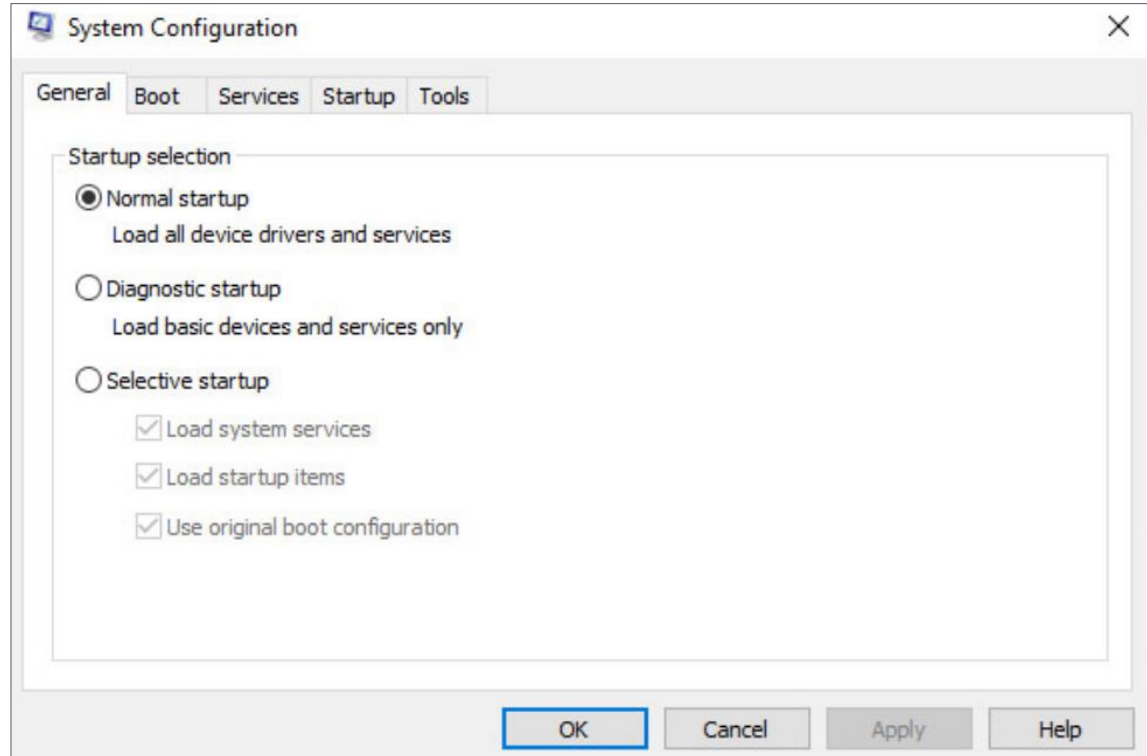 System Configuration
General Boot Services Startup Tools
Startup selection
Normal startup
Load all device drivers and services
Diagnostic startup
Load basic devices and services only
Selective startup
Load system services
Load startup items
Use original boot configuration
OK Cancel Apply Help